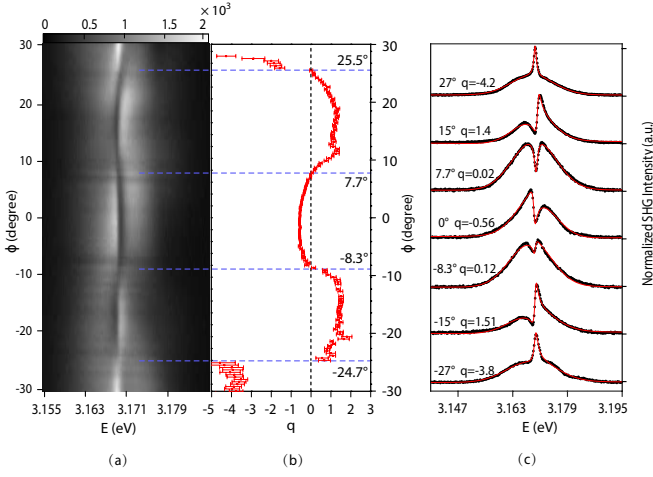 ×10³
0 1 1.5 2
30
20
10
0
-10
-20
-30
ϕ (degree)
3.155 3.163 3.171 3.179
E (eV)
(a)
25.5°
7.7°
-8.3°
-24.7°
-5 -4 -2 -1 0 1 2 3
q
(b)
30
20
10
0
-10
-20
-30
ϕ (degree)
27° q=-4.2
15° q=1.4
7.7° q=0.02
0° q=-0.56
-8.3° q=0.12
-15° q=1.51
-27° q=-3.8
3.147 3.163 3.179 3.195
E (eV)
(c)
Normalized SHG Intensity (a.u.)